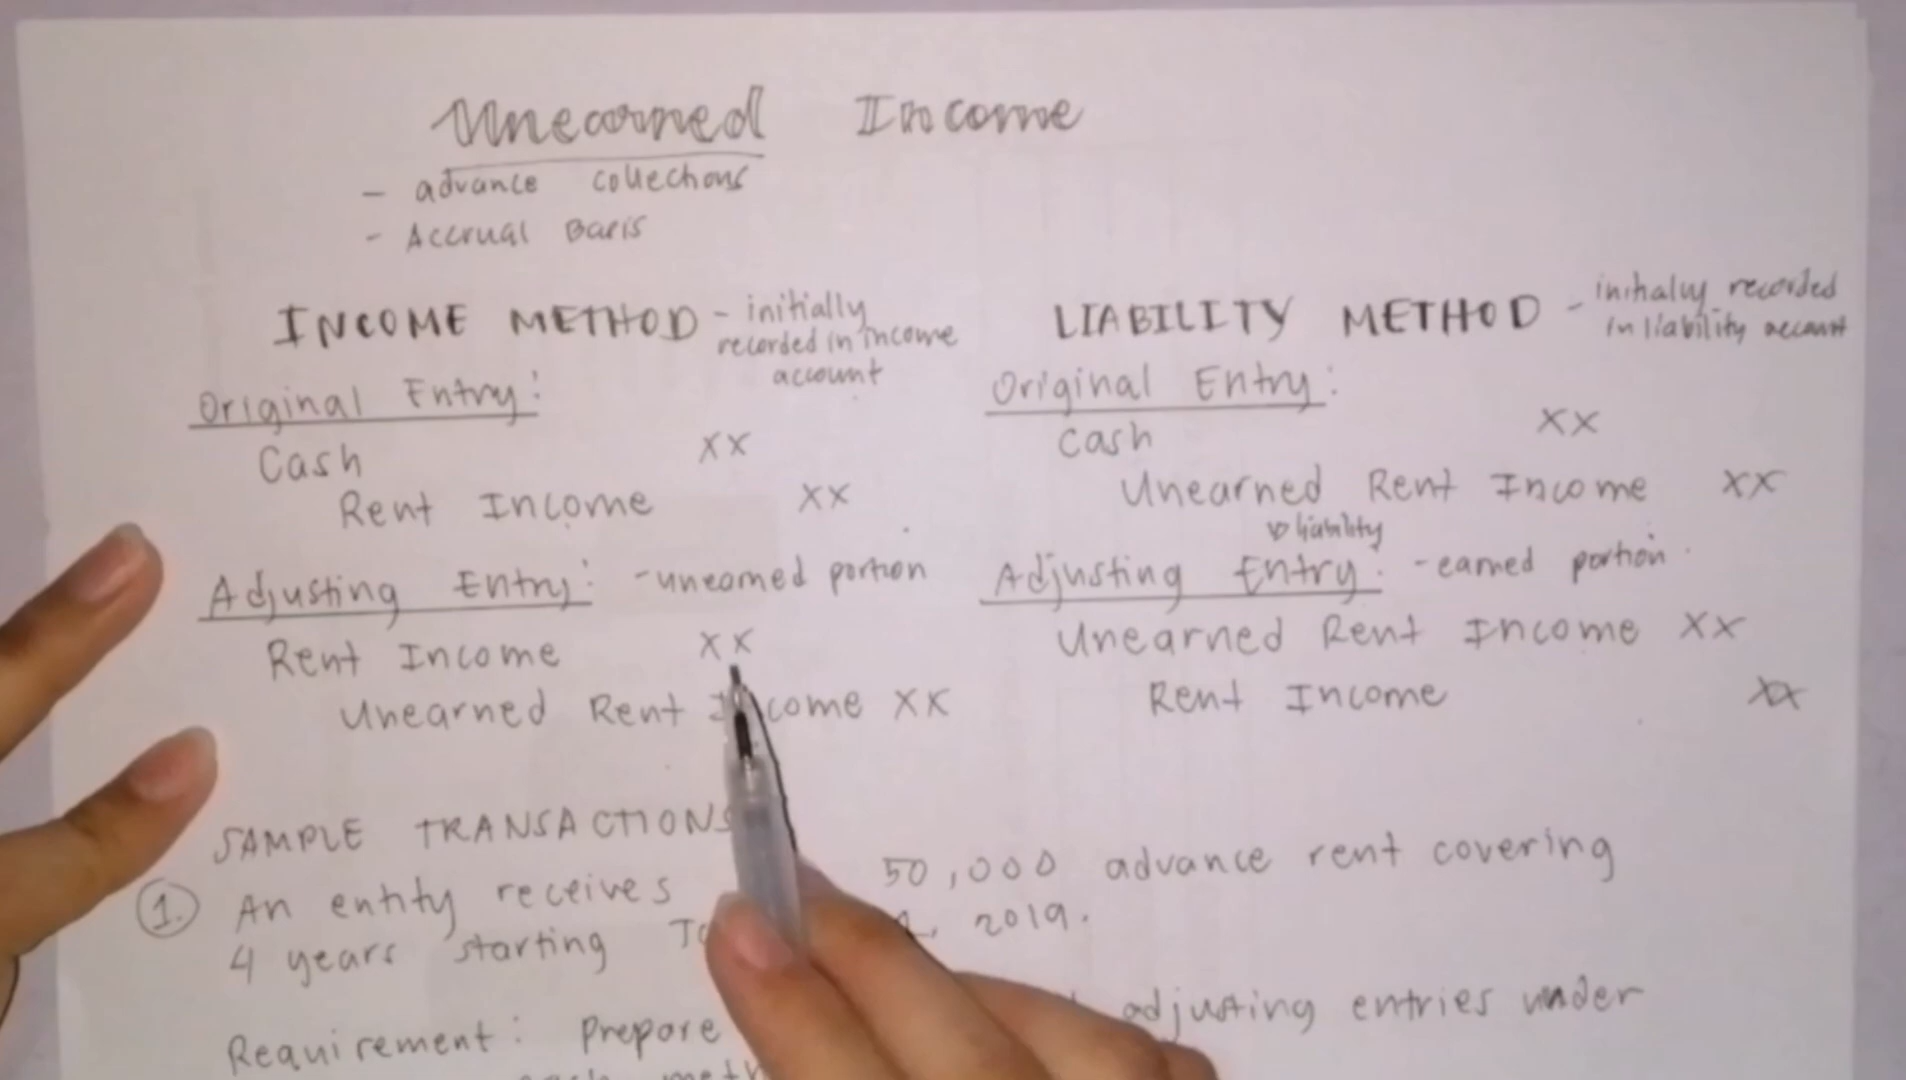 Unearned Income
- advance collections
- Accrual Basis
INCOME METHOD - initially
recorded in income
account
Original Entry:
Cash XX
Rent Income XX
Adjusting Entry: - unearned portion
Rent Income XX
Unearned Rent Income XX
LIABILITY METHOD - initially recorded
in liability account
Original Entry:
Cash XX
Unearned Rent Income XX
liability
Adjusting Entry: - earned portion
Unearned Rent Income XX
Rent Income XX
SAMPLE TRANSACTIONS
1. An entity receives 50,000 advance rent covering
4 years starting 2019.
Requirement: Prepare adjusting entries under